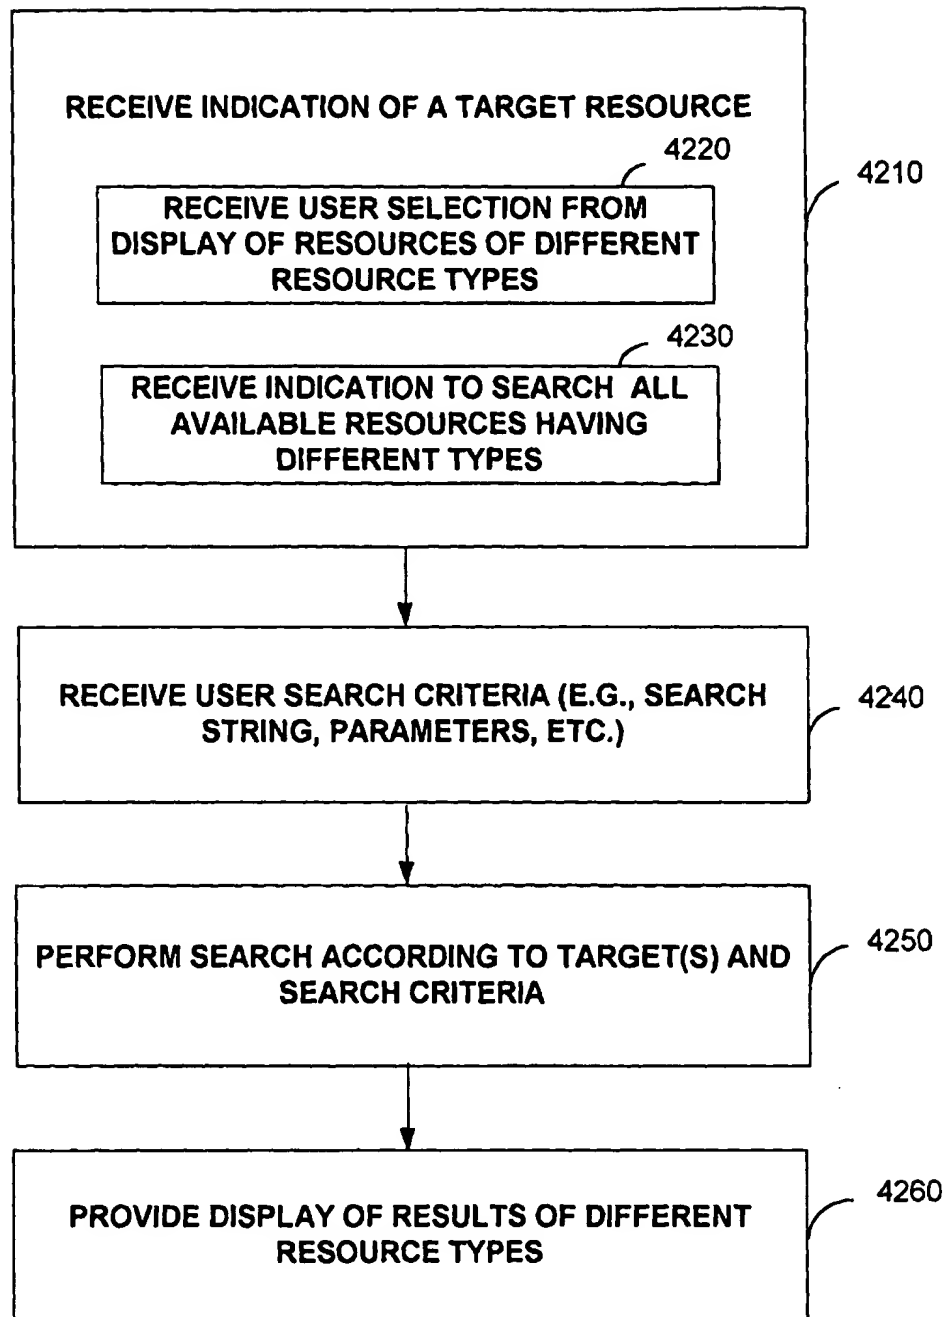 RECEIVE INDICATION OF A TARGET RESOURCE
4220
4210
RECEIVE USER SELECTION FROM
DISPLAY OF RESOURCES OF DIFFERENT
RESOURCE TYPES
4230
RECEIVE INDICATION TO SEARCH ALL
AVAILABLE RESOURCES HAVING
DIFFERENT TYPES
RECEIVE USER SEARCH CRITERIA (E.G., SEARCH
STRING, PARAMETERS, ETC.)
4240
PERFORM SEARCH ACCORDING TO TARGET(S) AND
SEARCH CRITERIA
4250
PROVIDE DISPLAY OF RESULTS OF DIFFERENT
RESOURCE TYPES
4260